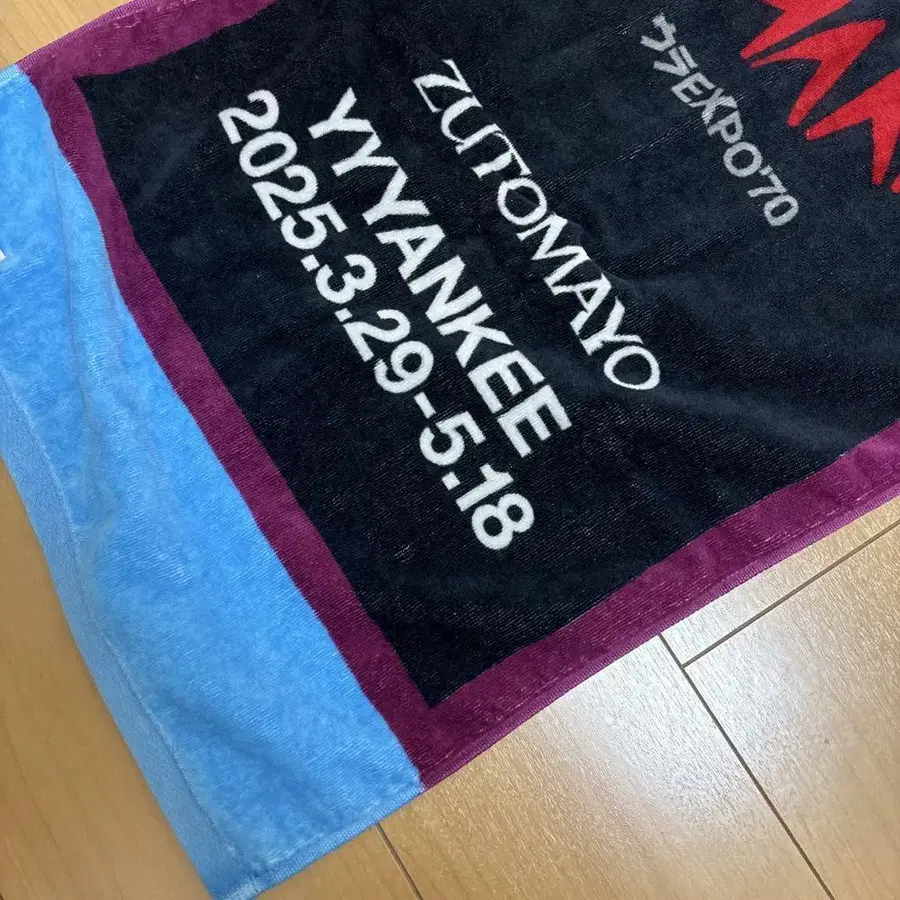 ウラEXPO'70
ZUTOMAYO
YYYANKEE
2025.3.29-5.18